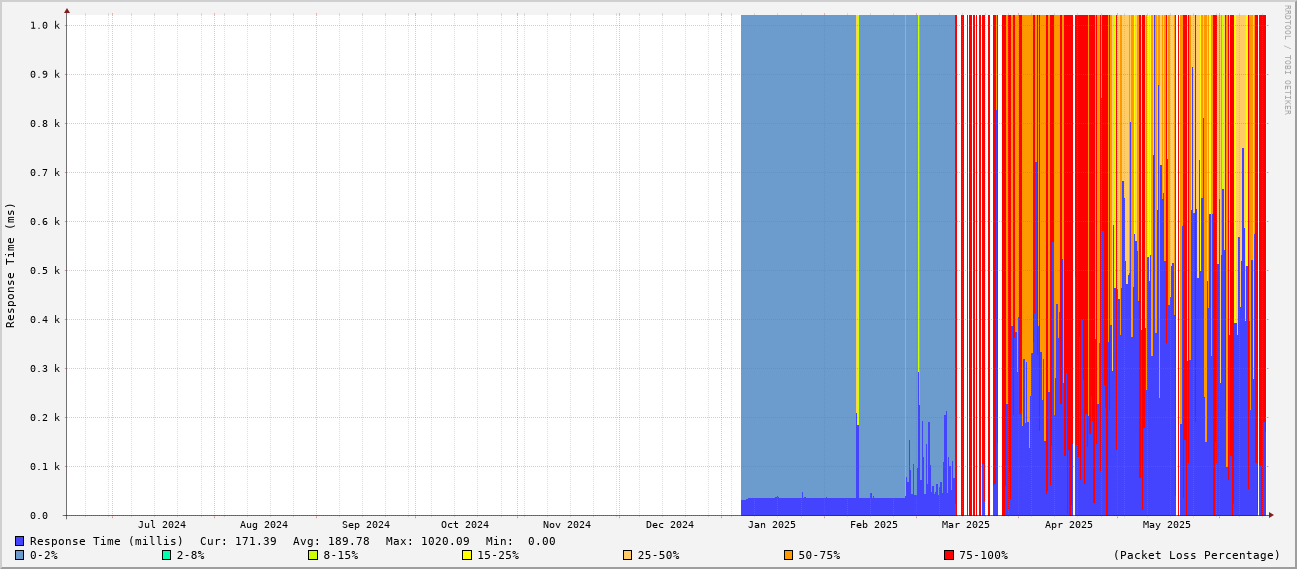 RRDTOOL / TOBI OETIKER
Response Time (ms)
1.0 k
0.9 k
0.8 k
0.7 k
0.6 k
0.5 k
0.4 k
0.3 k
0.2 k
0.1 k
0.0
Jul 2024 Aug 2024 Sep 2024 Oct 2024 Nov 2024 Dec 2024 Jan 2025 Feb 2025 Mar 2025 Apr 2025 May 2025
Response Time (millis) Cur: 171.39 Avg: 189.78 Max: 1020.09 Min: 0.00
0-2% 2-8% 8-15% 15-25% 25-50% 50-75% 75-100% (Packet Loss Percentage)